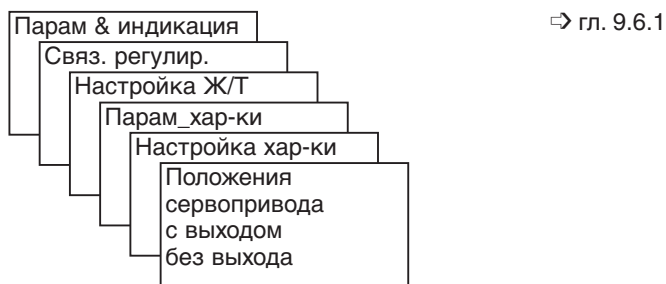 Парам & индикация
⇨ гл. 9.6.1
Связ. регулир.
Настройка Ж/Т
Парам_хар-ки
Настройка хар-ки
Положения
сервопривода
с выходом
без выхода